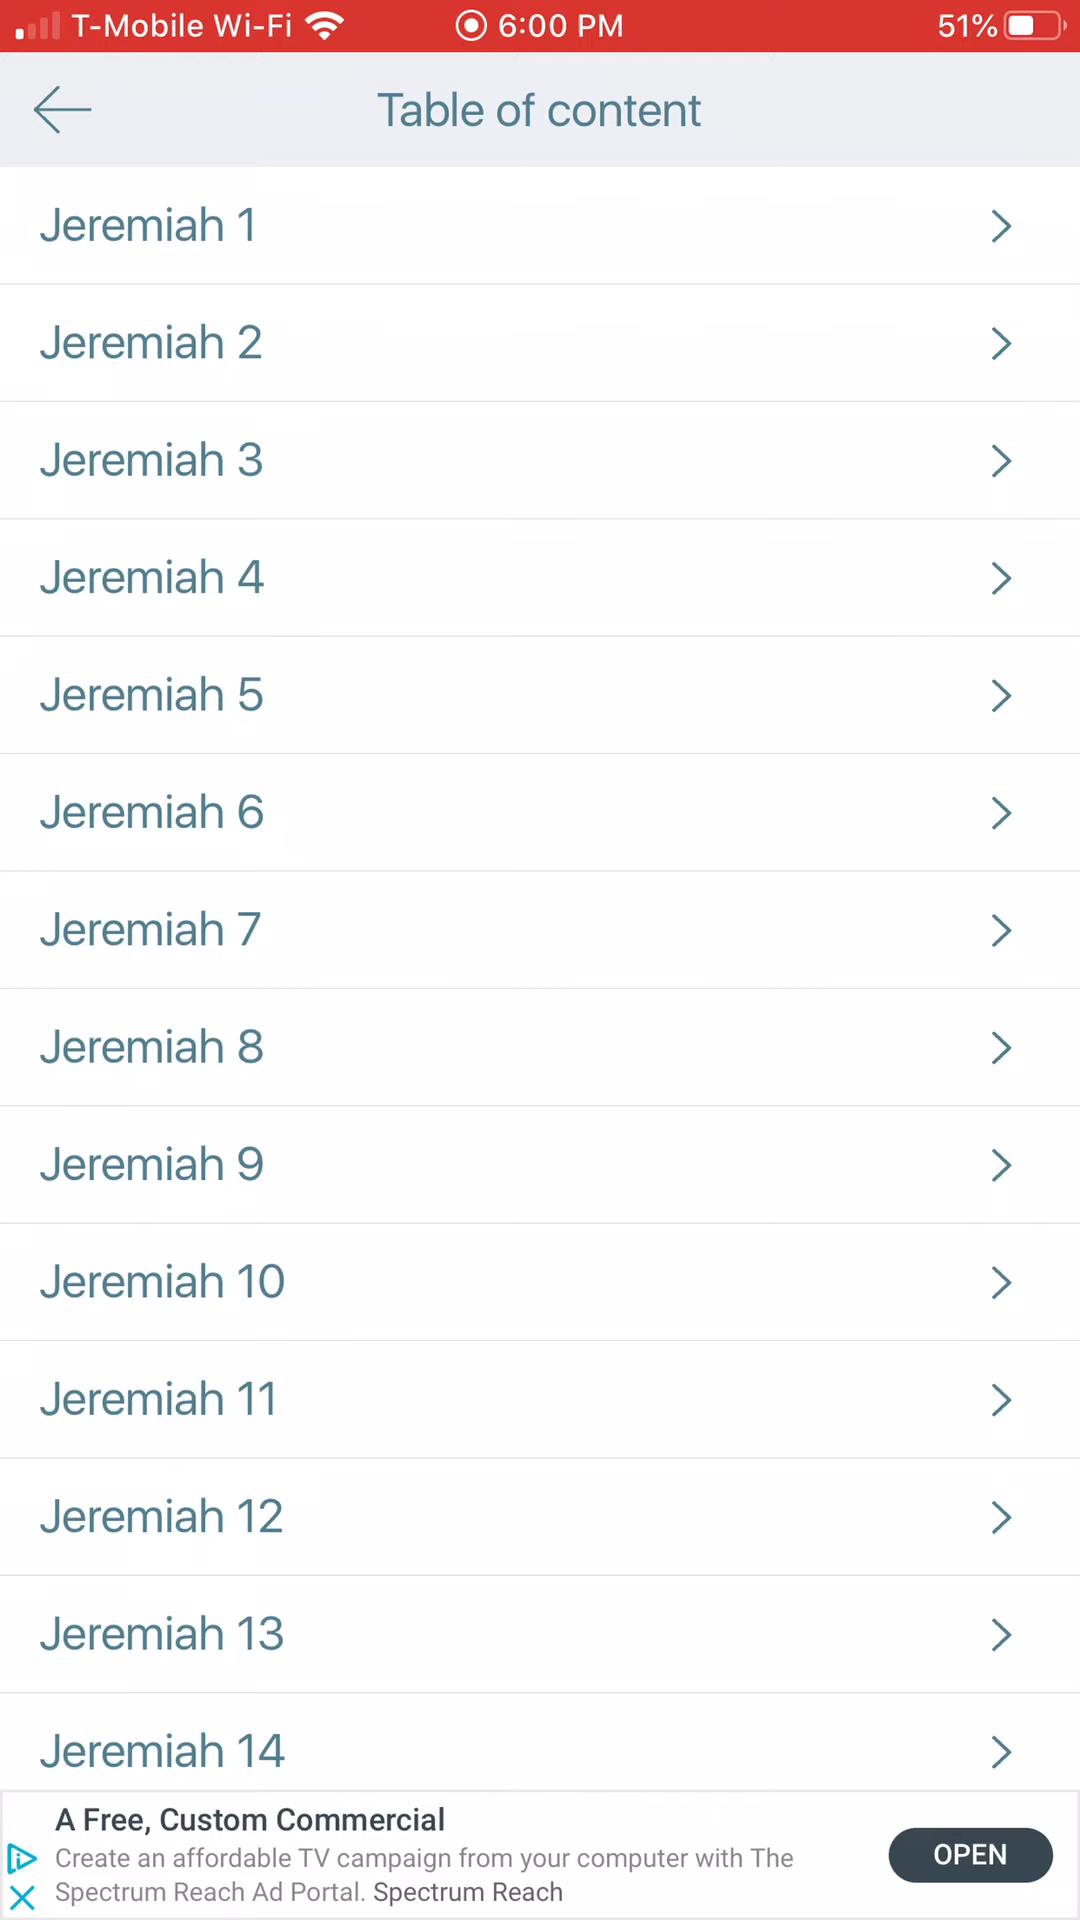 T-Mobile Wi-Fi 6:00 PM 51%
Table of content
Jeremiah 1
Jeremiah 2
Jeremiah 3
Jeremiah 4
Jeremiah 5
Jeremiah 6
Jeremiah 7
Jeremiah 8
Jeremiah 9
Jeremiah 10
Jeremiah 11
Jeremiah 12
Jeremiah 13
Jeremiah 14
A Free, Custom Commercial
Create an affordable TV campaign from your computer with The
Spectrum Reach Ad Portal. Spectrum Reach
OPEN